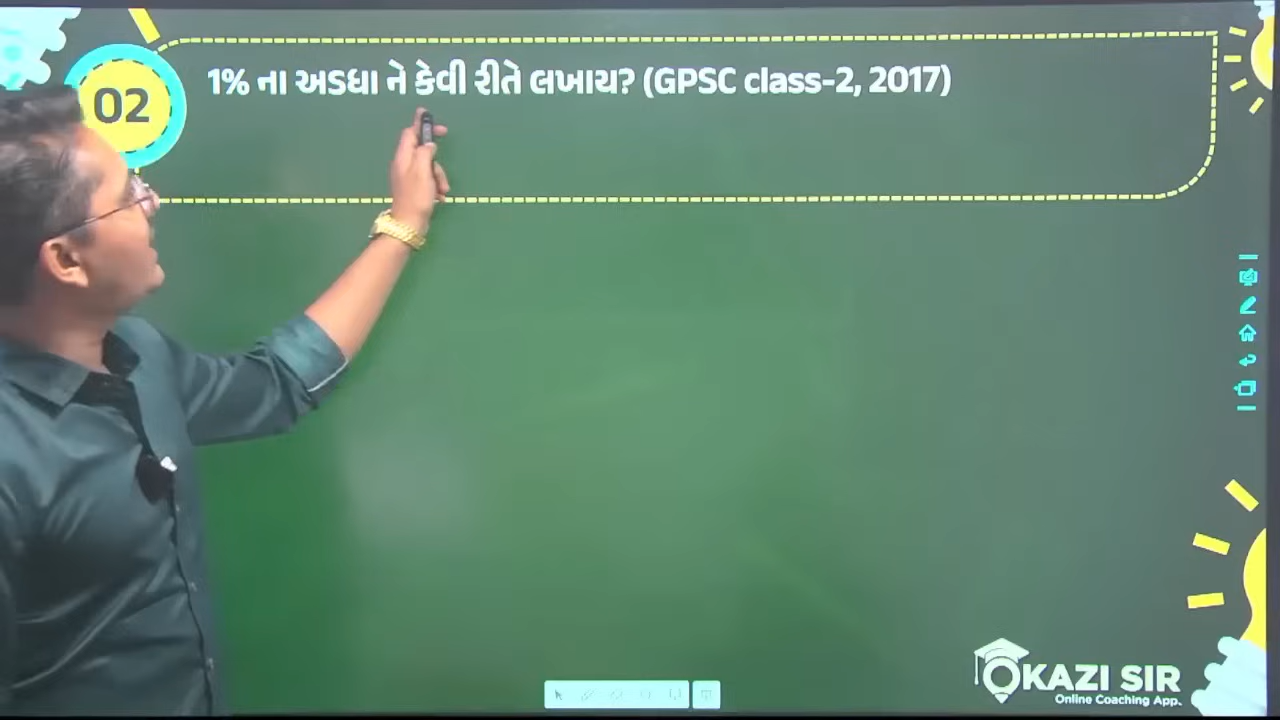 02
1% ના અડધા ને કેવી રીતે લખાય? (GPSC class-2, 2017)
KAZI SIR
Online Coaching App.